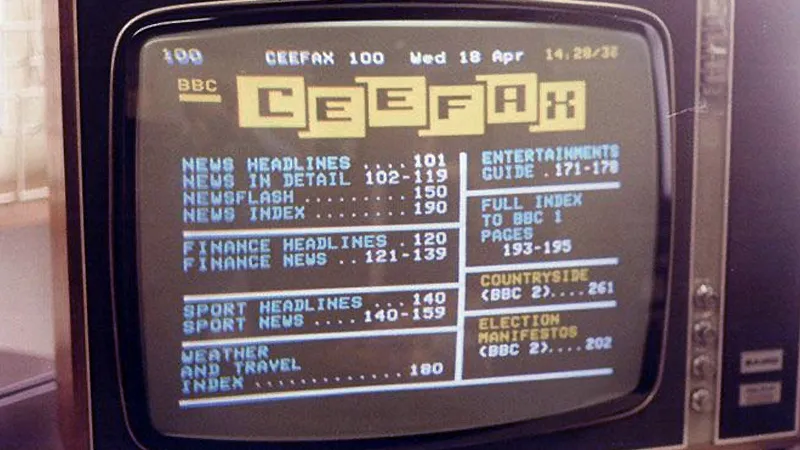 100 CEEFAX 100 Wed 18 Apr 14:28/3
BBC
CEEFAX
NEWS HEADLINES .... 101
NEWS IN DETAIL 102-119
NEWSFLASH ......... 150
NEWS INDEX ........ 190
FINANCE HEADLINES . 120
FINANCE NEWS .. 121-139
SPORT HEADLINES ... 140
SPORT NEWS .... 140-159
WEATHER
AND TRAVEL
INDEX ............. 180
ENTERTAINMENTS
GUIDE . 171-178
FULL INDEX
TO BBC 1
PAGES
193-195
COUNTRYSIDE
(BBC 2)....261
ELECTION
MANIFESTOS
(BBC 2)....202